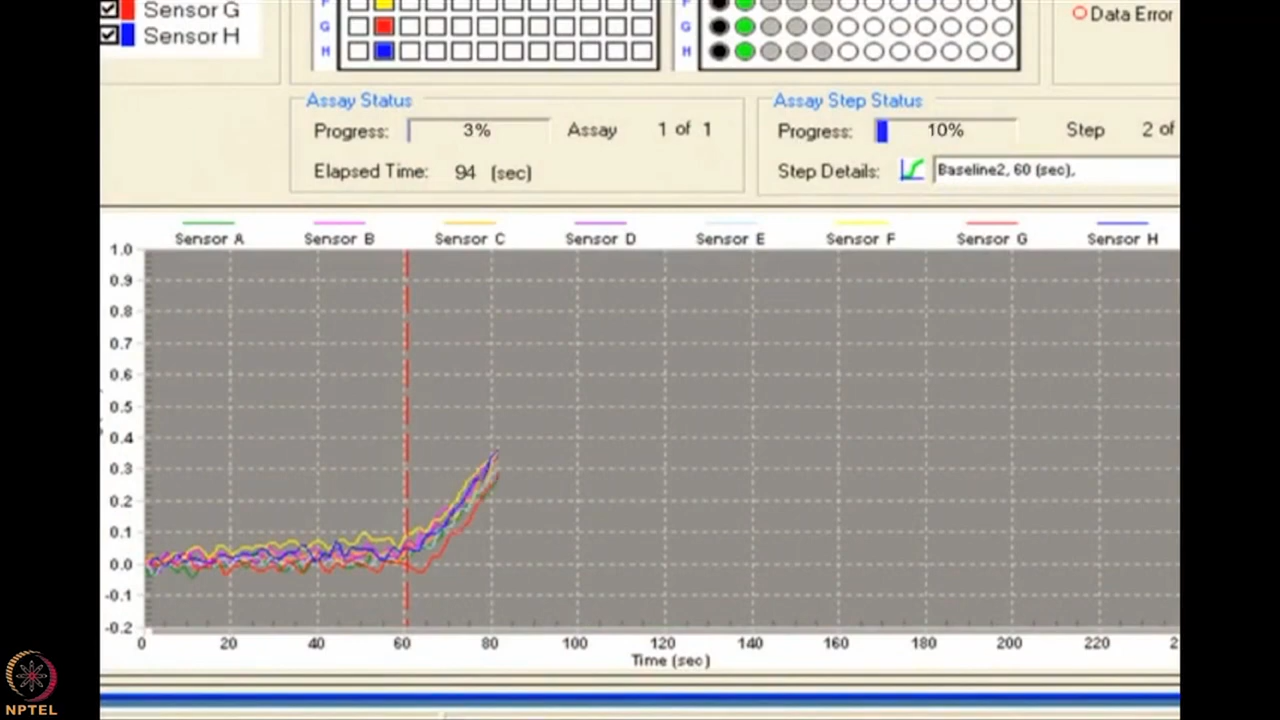 Sensor G
Sensor H
G
H
G
H
Data Error
Assay Status
Progress: 3% Assay 1 of 1
Elapsed Time: 94 (sec)
Assay Step Status
Progress: 10% Step 2 of
Step Details: Baseline2, 60 (sec),
Sensor A Sensor B Sensor C Sensor D Sensor E Sensor F Sensor G Sensor H
1.0
0.9
0.8
0.7
0.6
0.5
0.4
0.3
0.2
0.1
0.0
-0.1
-0.2
0 20 40 60 80 100 120 140 160 180 200 220
Time (sec)
NPTEL